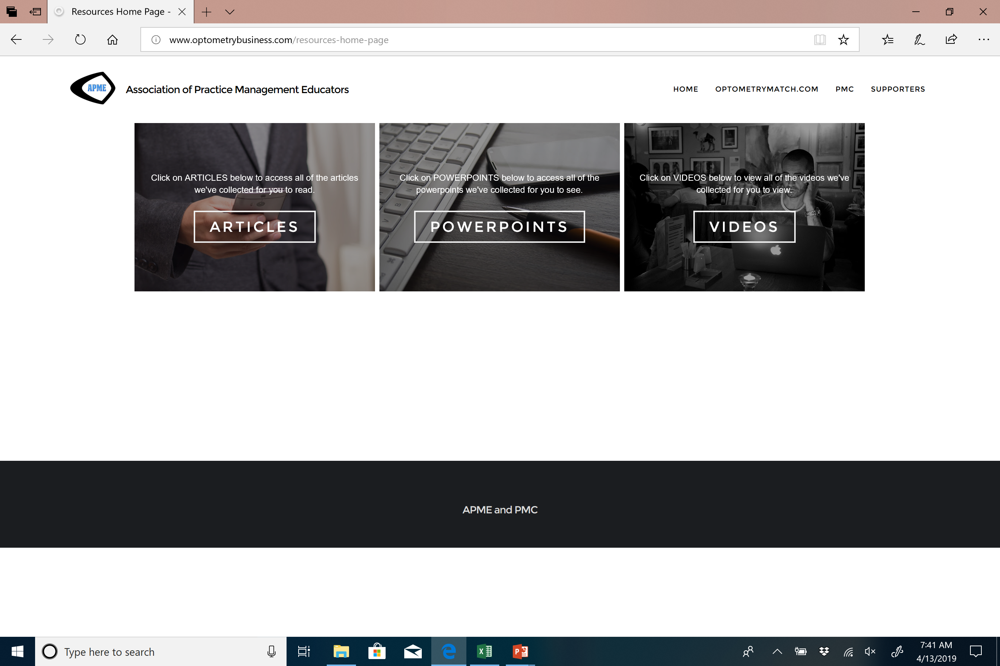 Resources Home Page -
www.optometrybusiness.com/resources-home-page
APME
Association of Practice Management Educators
HOME
OPTOMETRYMATCH.COM
PMC
SUPPORTERS
Click on ARTICLES below to access all of the articles
we've collected for you to read.
ARTICLES
Click on POWERPOINTS below to access all of the
powerpoints we've collected for you to see.
POWERPOINTS
Click on VIDEOS below to view all of the videos we've
collected for you to view.
VIDEOS
APME and PMC
Type here to search
7:41 AM
4/13/2019